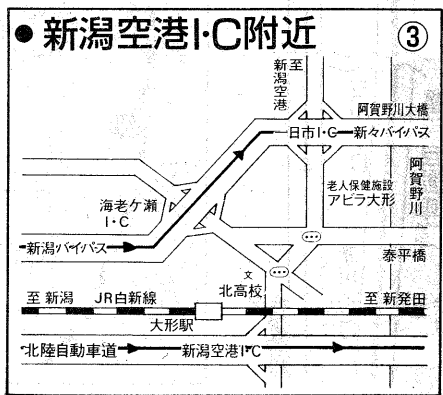 ●新潟空港I・C附近 ③
至新潟空港
阿賀野川大橋
日市I・C
新々バイパス
阿賀野川
老人保健施設
アピラ大形
海老ケ瀬
I・C
新潟バイパス
泰平橋
文
北高校
至 新潟
JR白新線
至 新発田
大形駅
北陸自動車道
新潟空港I・C